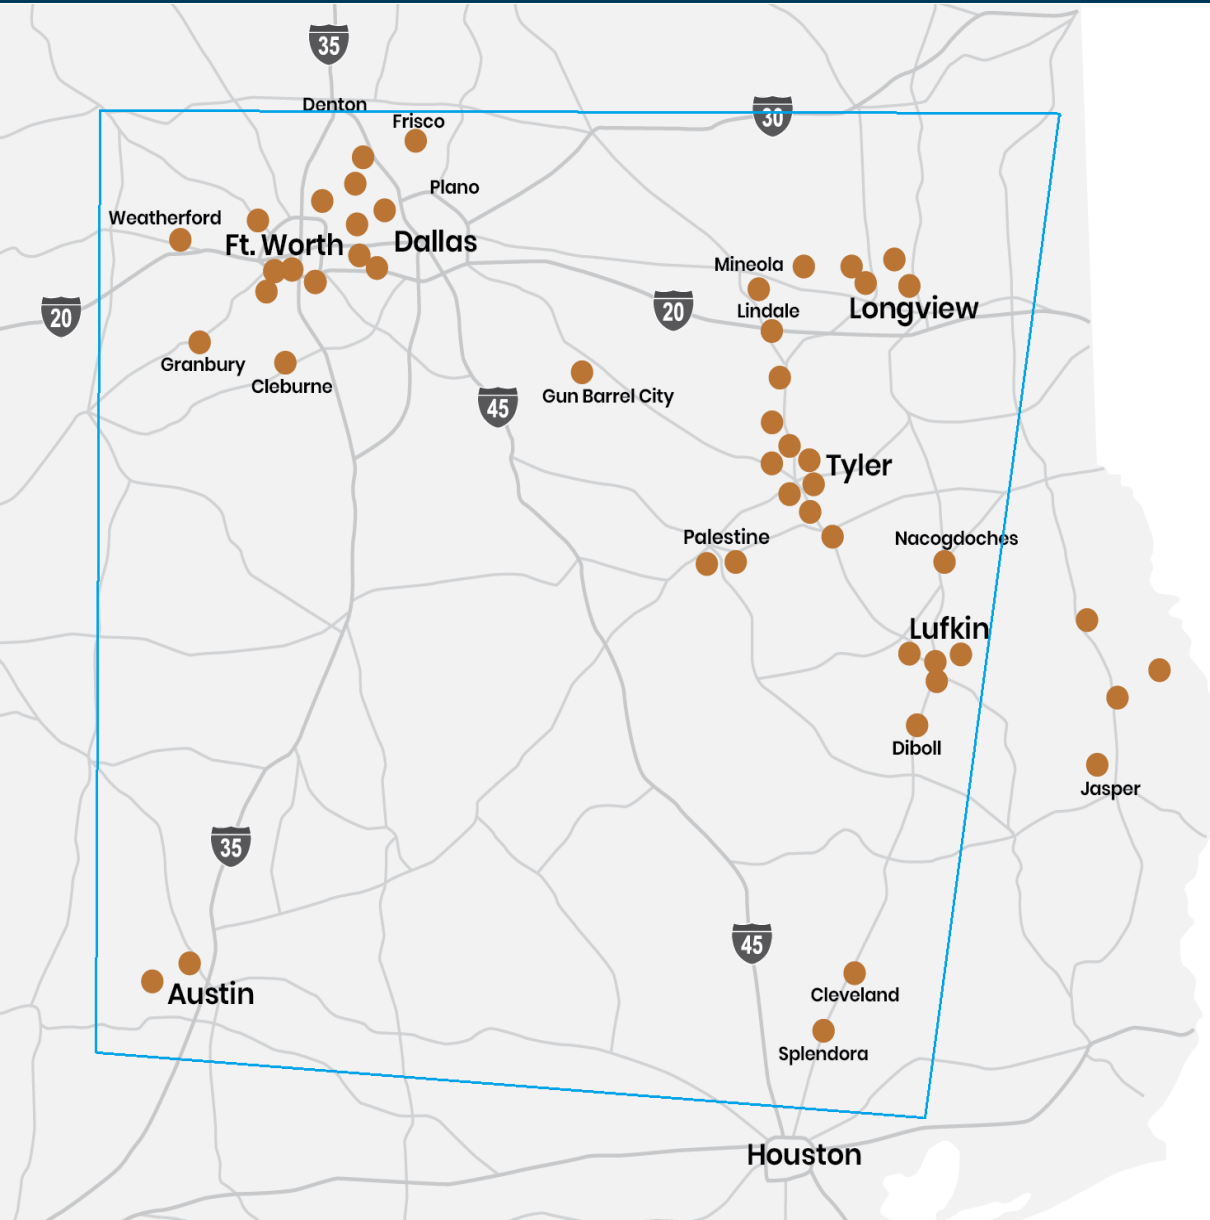 35
Denton
30
Frisco
Plano
Weatherford
Ft. Worth
Dallas
Mineola
20
20
Lindale
Longview
Granbury
Cleburne
45
Gun Barrel City
Tyler
Palestine
Nacogdoches
Lufkin
Diboll
Jasper
35
45
Austin
Cleveland
Splendora
Houston